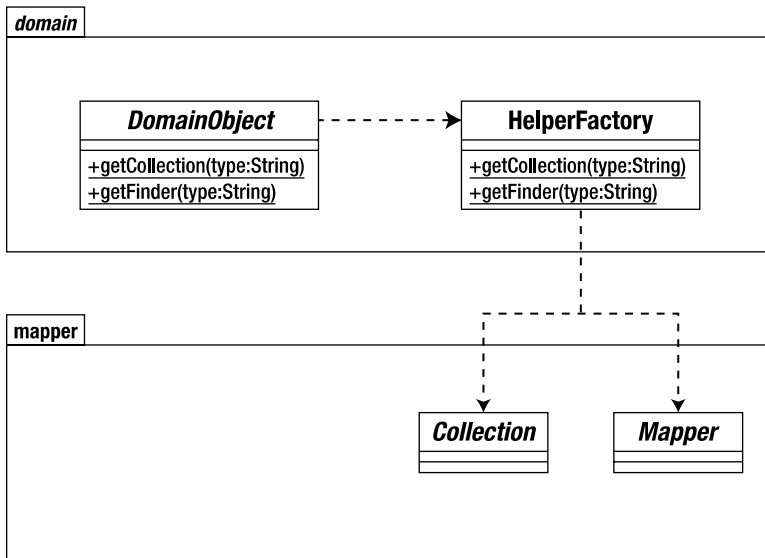 domain
DomainObject
+getCollection(type:String)
+getFinder(type:String)
HelperFactory
+getCollection(type:String)
+getFinder(type:String)
mapper
Collection
Mapper